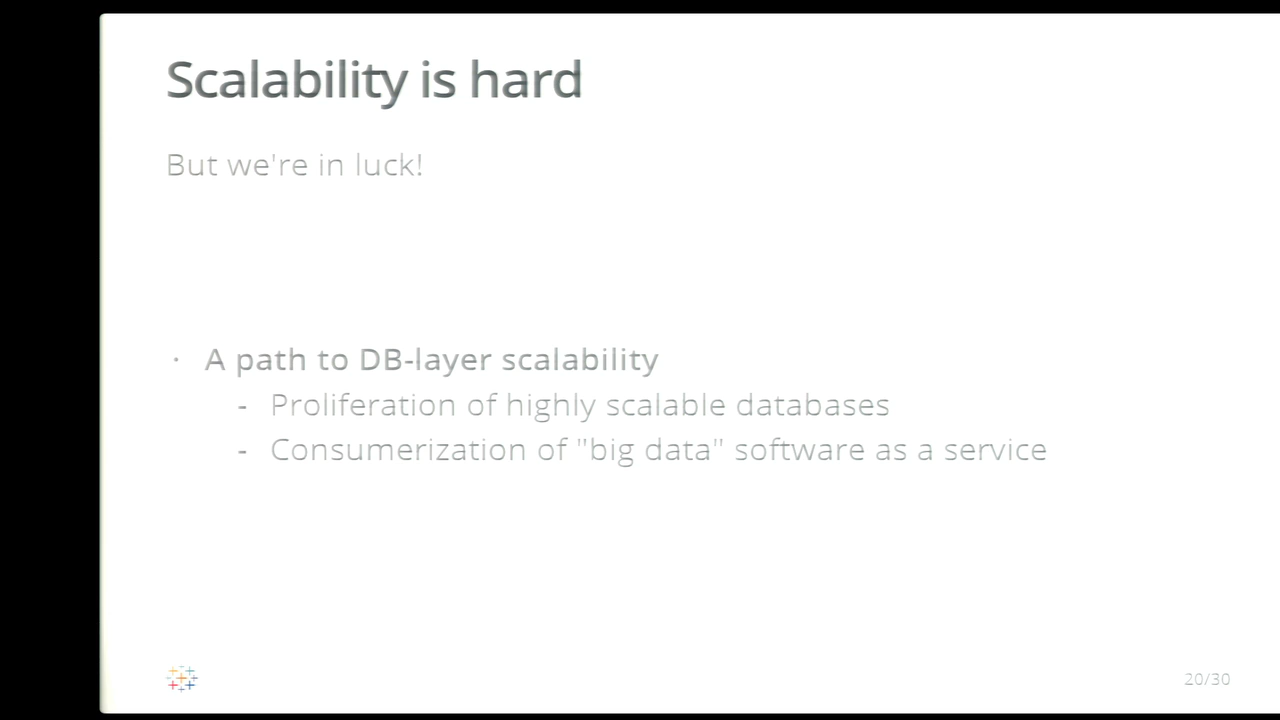 Scalability is hard
But we're in luck!
· A path to DB-layer scalability
- Proliferation of highly scalable databases
- Consumerization of "big data" software as a service
20/30